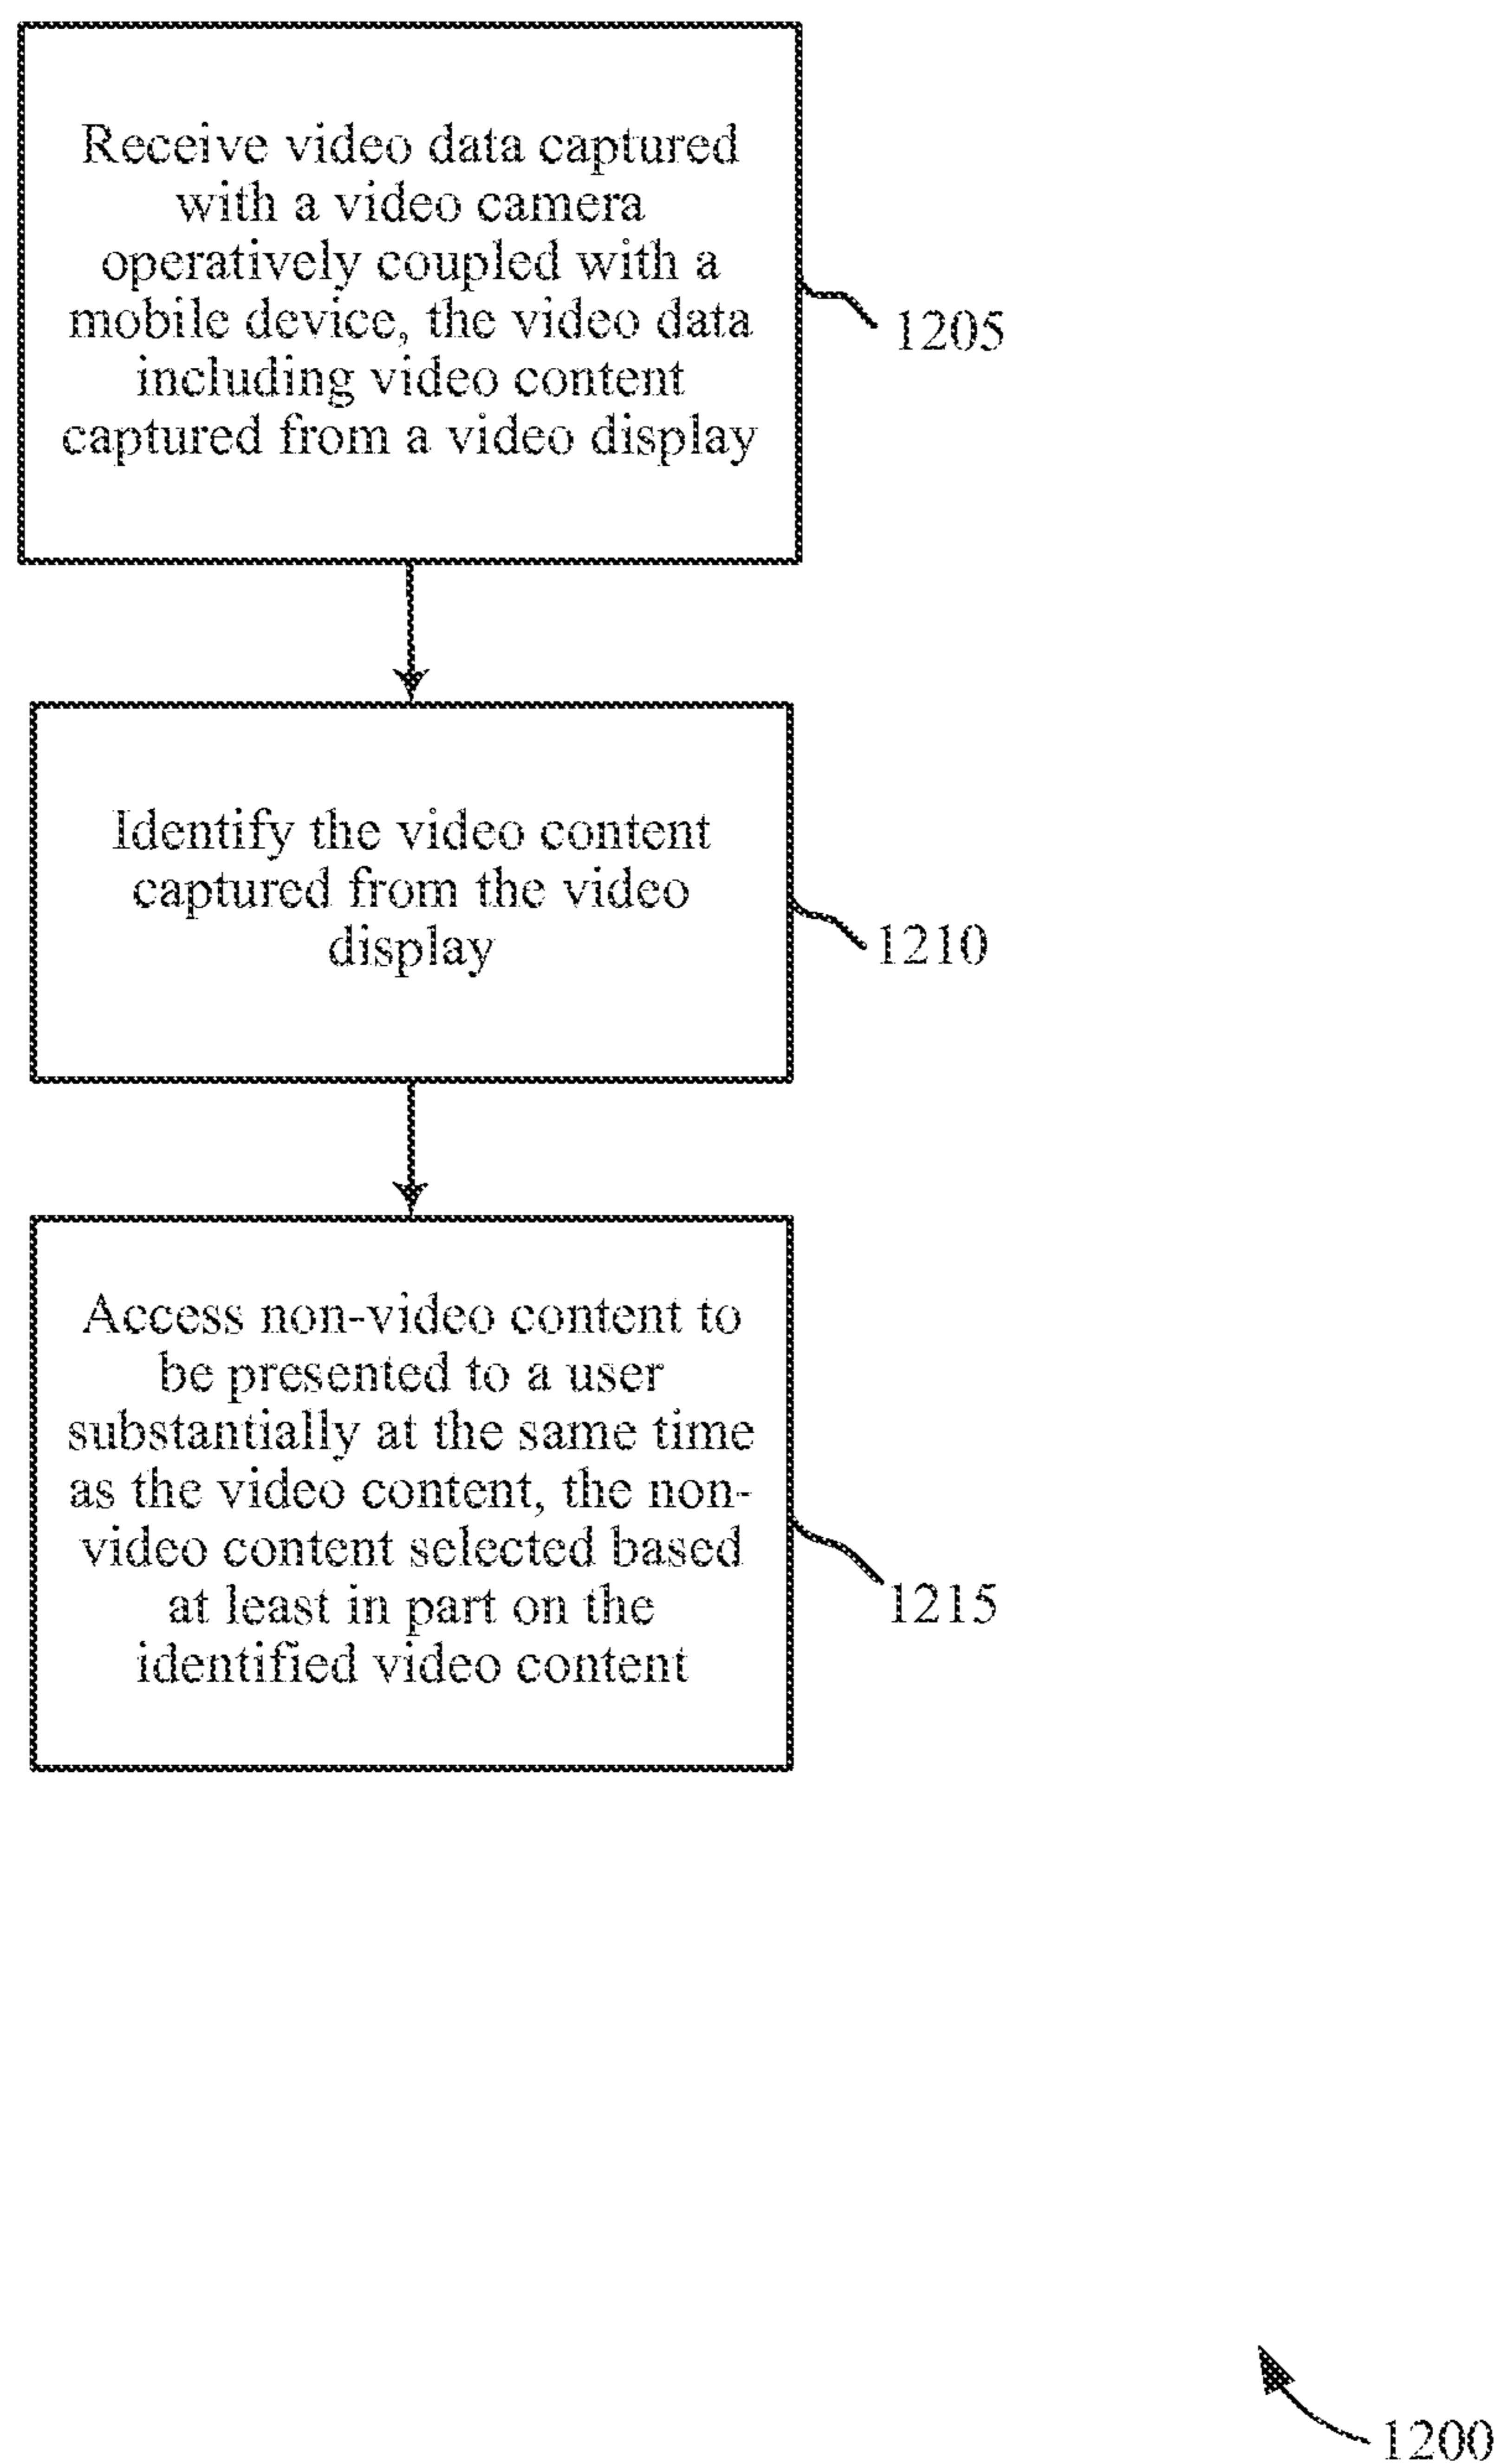 Receive video data captured
with a video camera
operatively coupled with a
mobile device, the video data
including video content
captured from a video display
1205
Identify the video content
captured from the video
display
1210
Access non-video content to
be presented to a user
substantially at the same time
as the video content, the non-
video content selected based
at least in part on the
identified video content
1215
1200